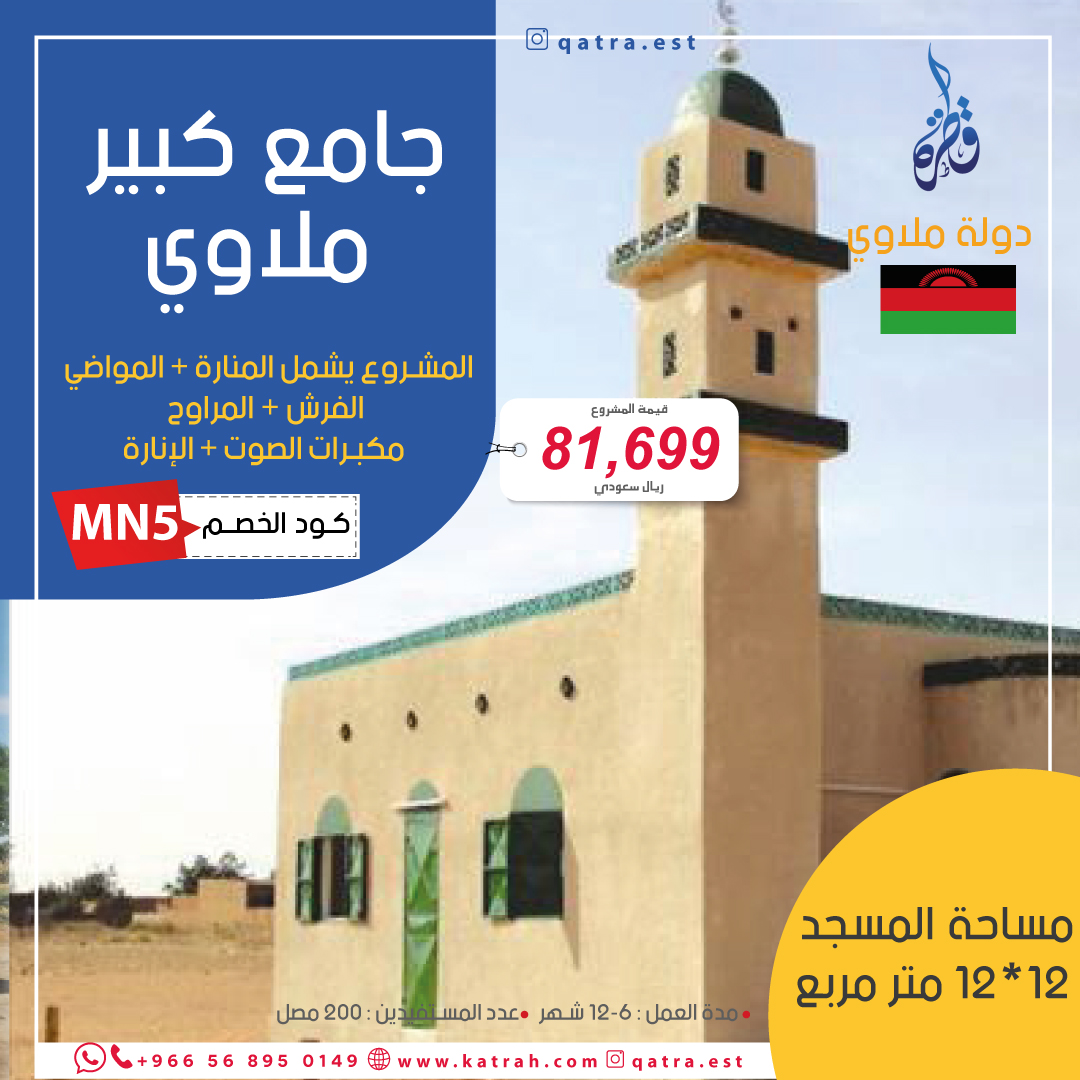 qatra.est
قطرة
جامع كبير
ملاوي
دولة ملاوي
المشروع يشمل المنارة + المواضي
الفرش + المراوح
مكبرات الصوت + الإنارة
قيمة المشروع
81,699
ريال سعودي
كود الخصم MN5
مساحة المسجد
12*12 متر مربع
• مدة العمل : 6-12 شهر •عدد المستفيدين : 200 مصل
+966 56 895 0149 www.katrah.com qatra.est